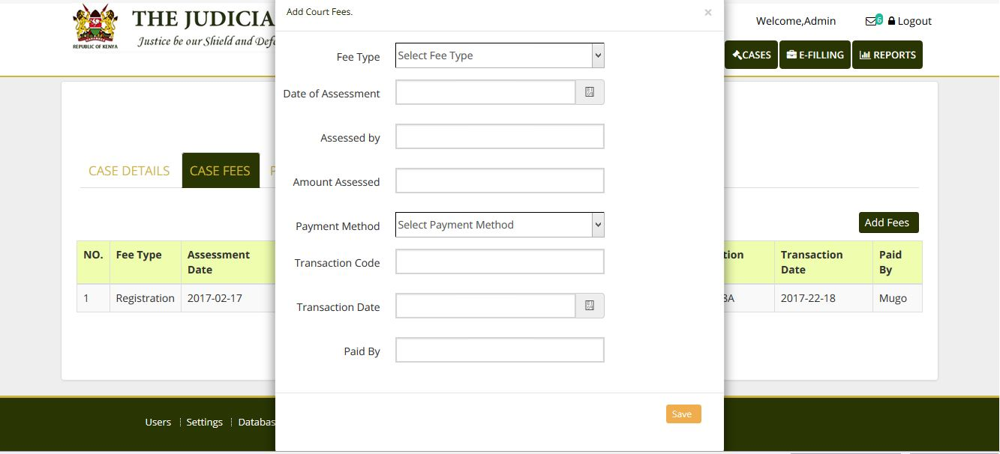 Add Court Fees.
×
THE JUDICIA
Justice be our Shield and Defe
REPUBLIC OF KENYA
Welcome,Admin
6
Logout
CASES
E-FILLING
REPORTS
Fee Type
Select Fee Type
Date of Assessment
Assessed by
CASE DETAILS
CASE FEES
P
Amount Assessed
Payment Method
Select Payment Method
Add Fees
NO. Fee Type Assessment Date
tion Transaction Date Paid By
Transaction Code
1 Registration 2017-02-17
8A 2017-22-18 Mugo
Transaction Date
Paid By
Save
Users Settings Databas